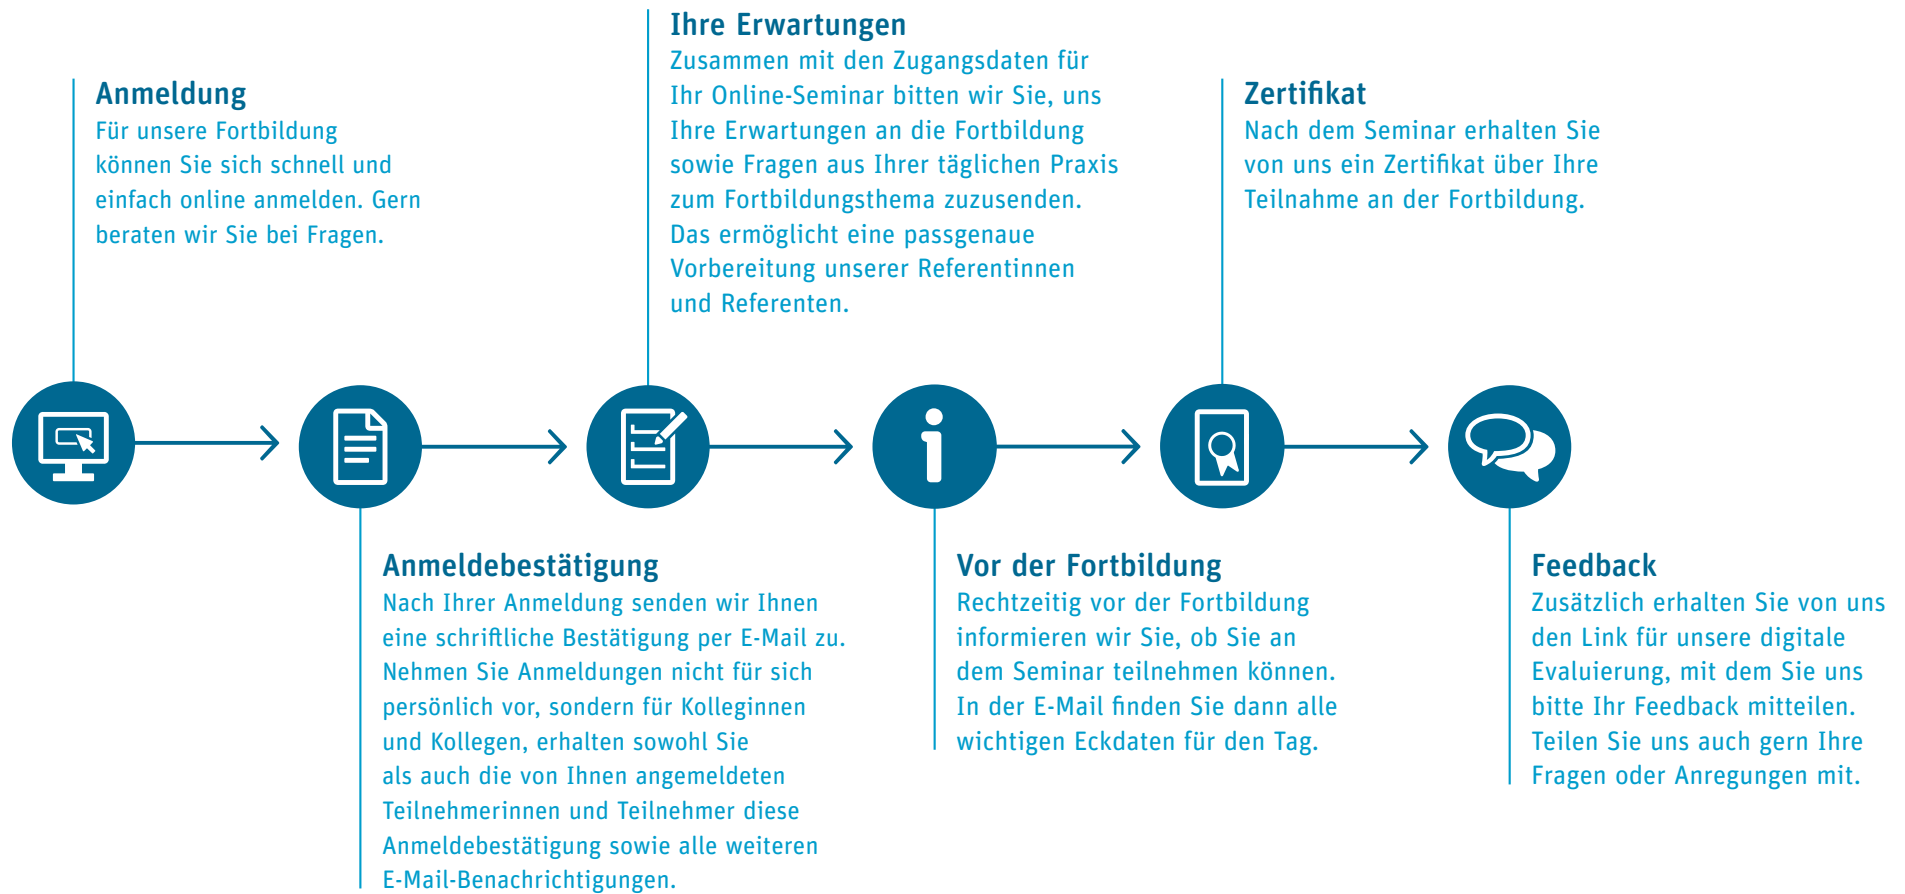 Anmeldung
Für unsere Fortbildung
können Sie sich schnell und
einfach online anmelden. Gern
beraten wir Sie bei Fragen.
Anmeldebestätigung
Nach Ihrer Anmeldung senden wir Ihnen
eine schriftliche Bestätigung per E-Mail zu.
Nehmen Sie Anmeldungen nicht für sich
persönlich vor, sondern für Kolleginnen
und Kollegen, erhalten sowohl Sie
als auch die von Ihnen angemeldeten
Teilnehmerinnen und Teilnehmer diese
Anmeldebestätigung sowie alle weiteren
E-Mail-Benachrichtigungen.
Ihre Erwartungen
Zusammen mit den Zugangsdaten für
Ihr Online-Seminar bitten wir Sie, uns
Ihre Erwartungen an die Fortbildung
sowie Fragen aus Ihrer täglichen Praxis
zum Fortbildungsthema zuzusenden.
Das ermöglicht eine passgenaue
Vorbereitung unserer Referentinnen
und Referenten.
Vor der Fortbildung
Rechtzeitig vor der Fortbildung
informieren wir Sie, ob Sie an
dem Seminar teilnehmen können.
In der E-Mail finden Sie dann alle
wichtigen Eckdaten für den Tag.
Zertifikat
Nach dem Seminar erhalten Sie
von uns ein Zertifikat über Ihre
Teilnahme an der Fortbildung.
Feedback
Zusätzlich erhalten Sie von uns
den Link für unsere digitale
Evaluierung, mit dem Sie uns
bitte Ihr Feedback mitteilen.
Teilen Sie uns auch gern Ihre
Fragen oder Anregungen mit.